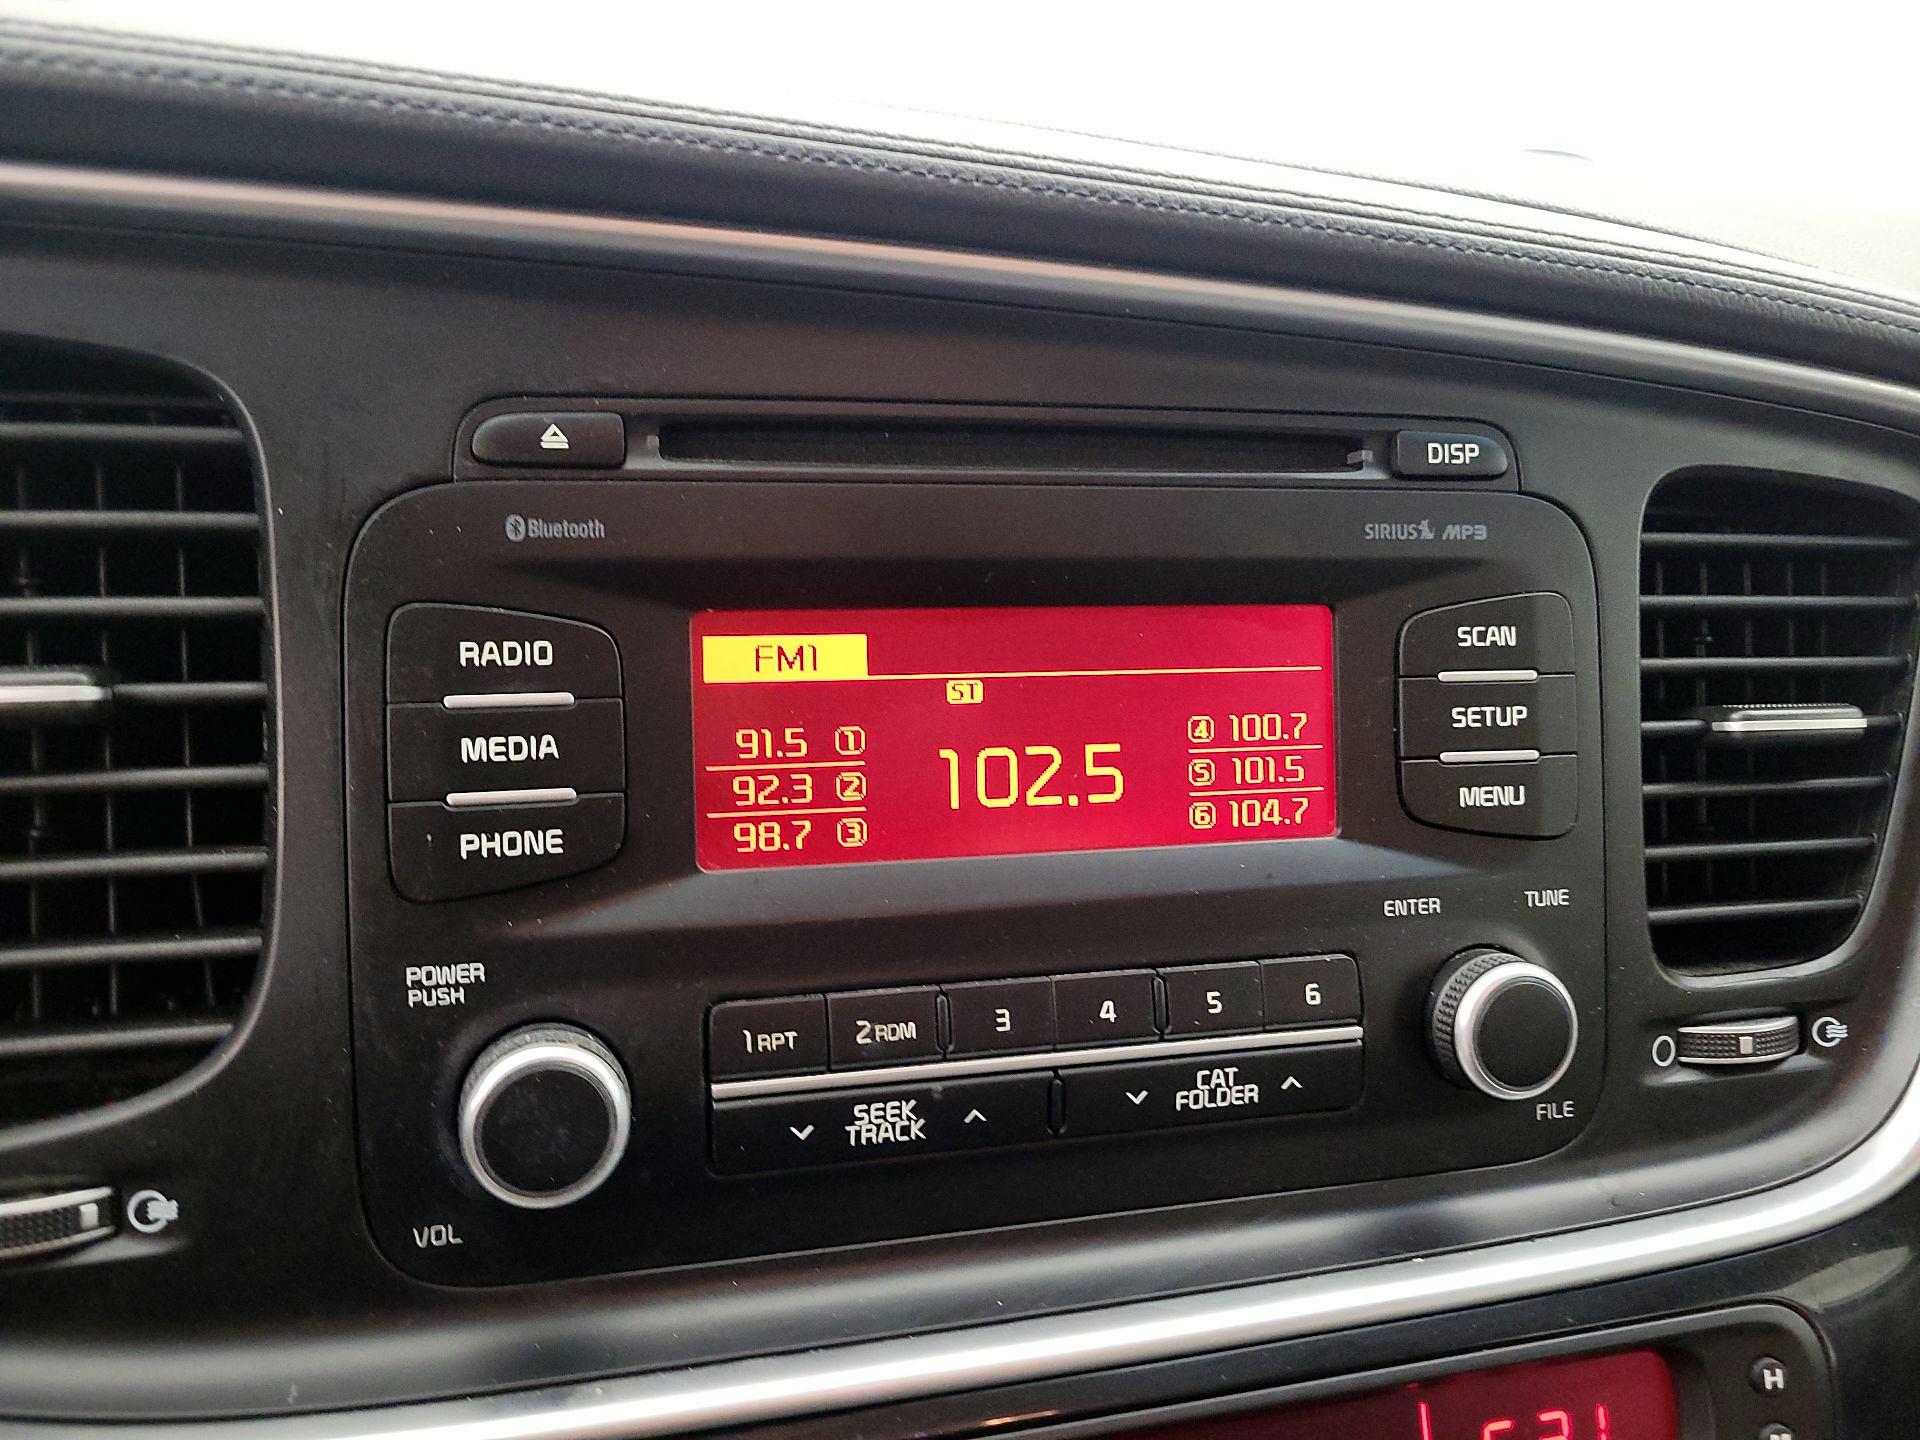 DISP
Bluetooth
SIRIUS MP3
RADIO
MEDIA
PHONE
FM1
ST
91.5 1
92.3 2
98.7 3
102.5
4 100.7
5 101.5
6 104.7
SCAN
SETUP
MENU
ENTER
TUNE
POWER
PUSH
VOL
1 RPT
2 RDM
3
4
5
6
SEEK
TRACK
CAT
FOLDER
FILE
O
H